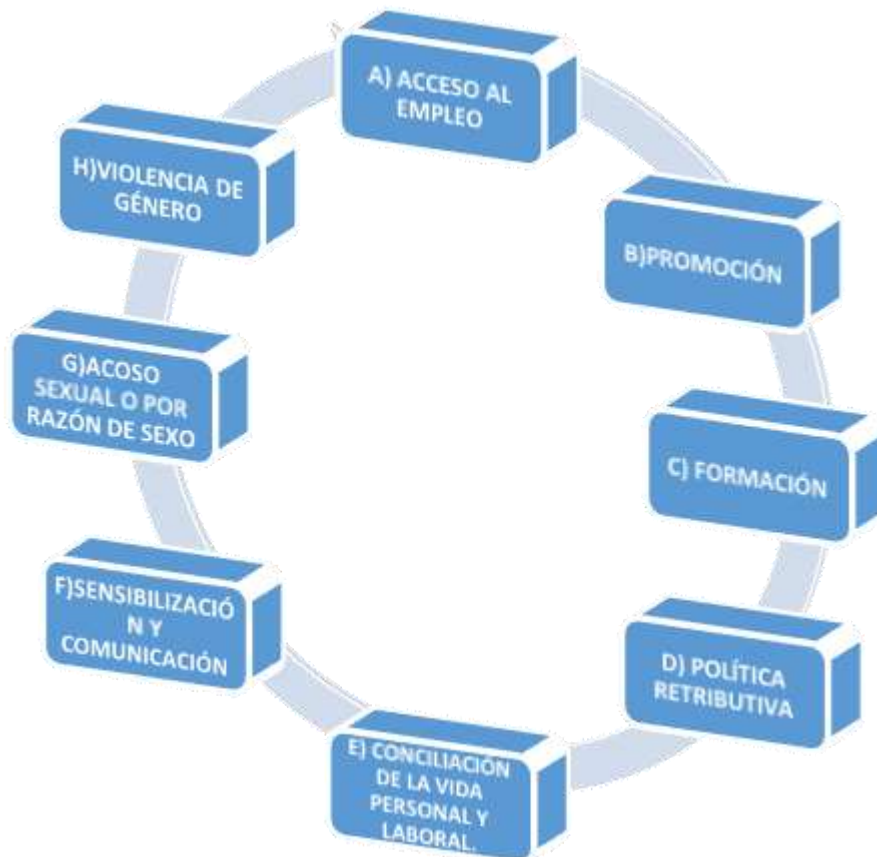 A) ACCESO AL
EMPLEO
B)PROMOCIÓN
C) FORMACIÓN
D) POLÍTICA
RETRIBUTIVA
E) CONCILIACIÓN
DE LA VIDA
PERSONAL Y
LABORAL.
F)SENSIBILIZACIÓ
N Y
COMUNICACIÓN
G)ACOSO
SEXUAL O POR
RAZÓN DE SEXO
H)VIOLENCIA DE
GÉNERO